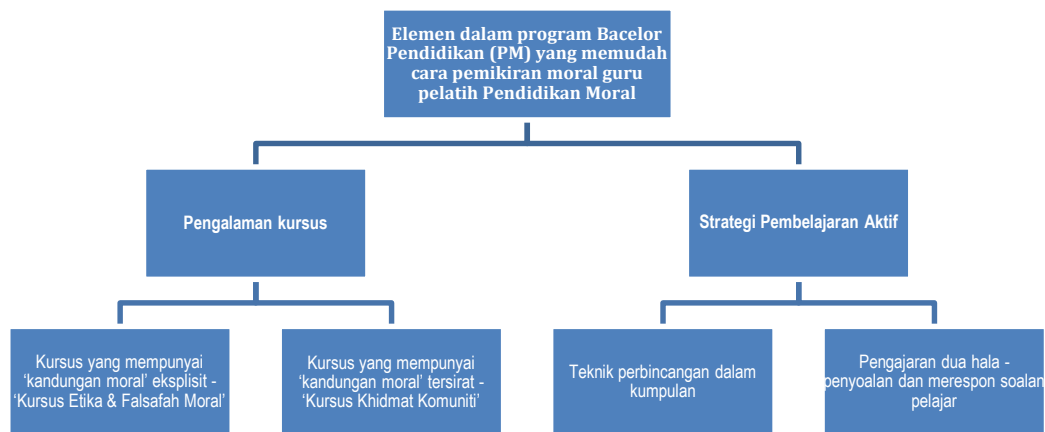 Elemen dalam program Bacelor
Pendidikan (PM) yang memudah
cara pemikiran moral guru
pelatih Pendidikan Moral
Pengalaman kursus
Strategi Pembelajaran Aktif
Kursus yang mempunyai
‘kandungan moral’ eksplisit -
‘Kursus Etika & Falsafah Moral’
Kursus yang mempunyai
‘kandungan moral’ tersirat -
‘Kursus Khidmat Komuniti’
Teknik perbincangan dalam
kumpulan
Pengajaran dua hala -
penyoalan dan merespon soalan
pelajar